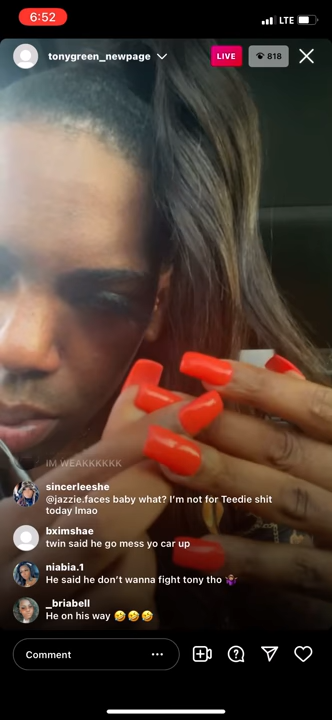 6:52
LTE
tonygreen_newpage
LIVE
818
IM WEAKKKKKK
sincerleeshe
@jazzie.faces baby what? I'm not for Teedie shit
today lmao
bximshae
twin said he go mess yo car up
niabia.1
He said he don't wanna fight tony tho 🤷🏾‍♀️
_briabell
He on his way 🤣🤣🤣
Comment